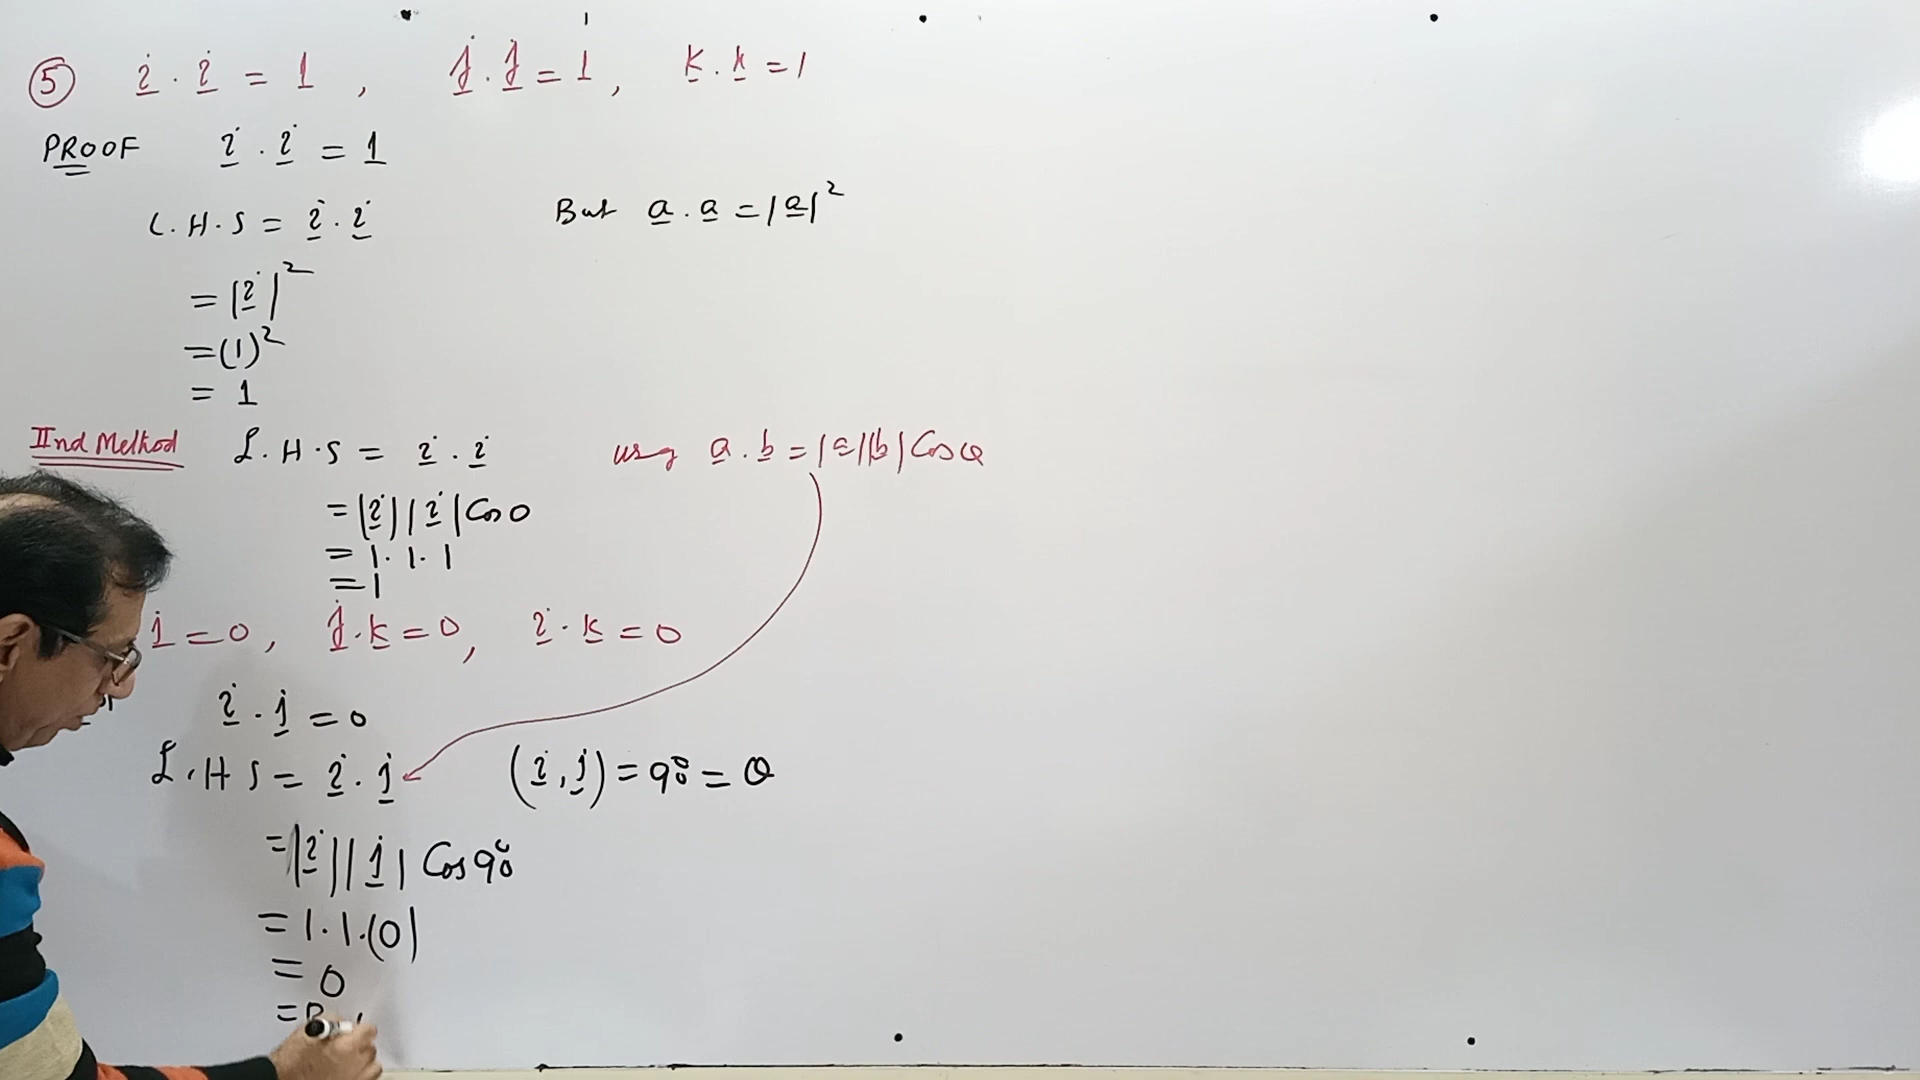 ⑤ i . i = 1 , j . j = 1 , k . k = 1
PROOF i . i = 1
L.H.S = i . i But a . a = |a|²
= |i|²
= (1)²
= 1
IInd Method L.H.S = i . i using a . b = |a||b| Cos θ
= |i| |i| Cos 0
= 1 . 1 . 1
= 1
j = 0 , j . k = 0 , i . k = 0
i . j = 0
L.H S = i . j (i , j) = 90° = θ
= |i| |j| Cos 90°
= 1 . 1 . (0)
= 0
= R